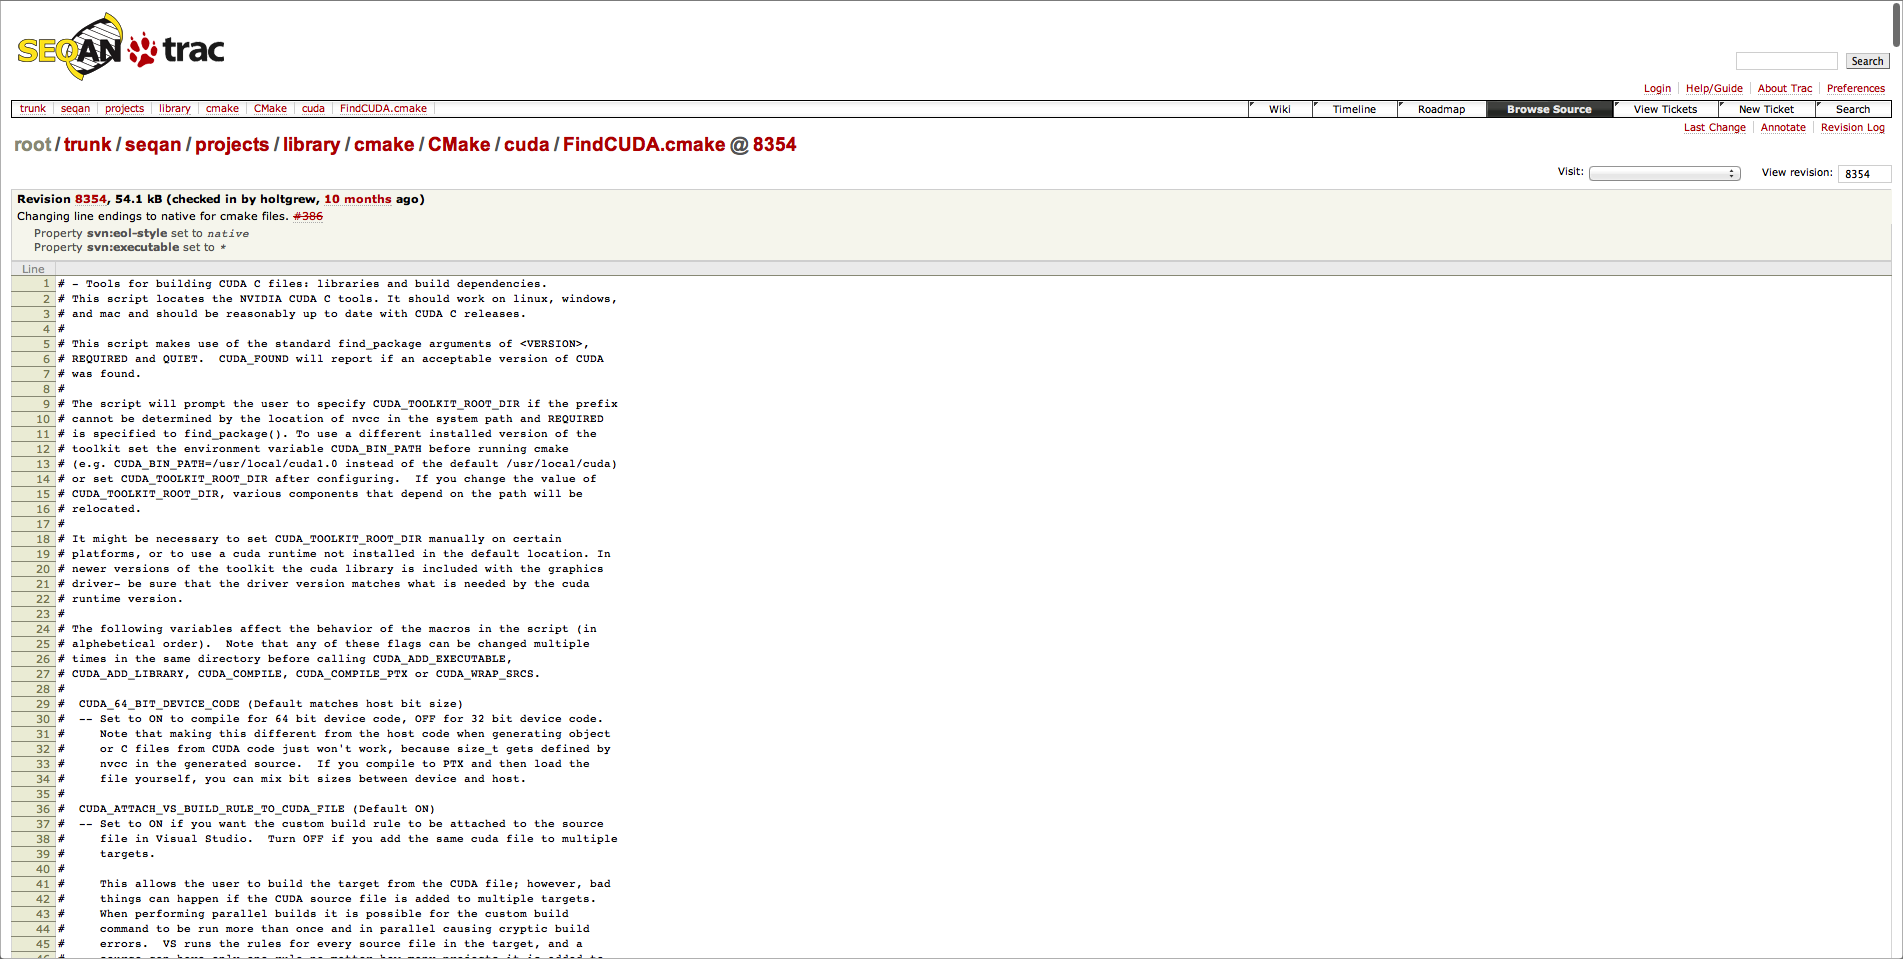 SEQAN trac
Search
Login Help/Guide About Trac Preferences
trunk seqan projects library cmake CMake cuda FindCUDA.cmake
Wiki Timeline Roadmap Browse Source View Tickets New Ticket Search
Last Change Annotate Revision Log
root / trunk / seqan / projects / library / cmake / CMake / cuda / FindCUDA.cmake @ 8354
Visit: View revision: 8354
Revision 8354, 54.1 kB (checked in by holtgrew, 10 months ago)
Changing line endings to native for cmake files. #386
Property svn:eol-style set to native
Property svn:executable set to *
Line
1 # - Tools for building CUDA C files: libraries and build dependencies.
2 # This script locates the NVIDIA CUDA C tools. It should work on linux, windows,
3 # and mac and should be reasonably up to date with CUDA C releases.
4 #
5 # This script makes use of the standard find_package arguments of <VERSION>,
6 # REQUIRED and QUIET.  CUDA_FOUND will report if an acceptable version of CUDA
7 # was found.
8 #
9 # The script will prompt the user to specify CUDA_TOOLKIT_ROOT_DIR if the prefix
10 # cannot be determined by the location of nvcc in the system path and REQUIRED
11 # is specified to find_package(). To use a different installed version of the
12 # toolkit set the environment variable CUDA_BIN_PATH before running cmake
13 # (e.g. CUDA_BIN_PATH=/usr/local/cuda1.0 instead of the default /usr/local/cuda)
14 # or set CUDA_TOOLKIT_ROOT_DIR after configuring.  If you change the value of
15 # CUDA_TOOLKIT_ROOT_DIR, various components that depend on the path will be
16 # relocated.
17 #
18 # It might be necessary to set CUDA_TOOLKIT_ROOT_DIR manually on certain
19 # platforms, or to use a cuda runtime not installed in the default location. In
20 # newer versions of the toolkit the cuda library is included with the graphics
21 # driver- be sure that the driver version matches what is needed by the cuda
22 # runtime version.
23 #
24 # The following variables affect the behavior of the macros in the script (in
25 # alphebetical order).  Note that any of these flags can be changed multiple
26 # times in the same directory before calling CUDA_ADD_EXECUTABLE,
27 # CUDA_ADD_LIBRARY, CUDA_COMPILE, CUDA_COMPILE_PTX or CUDA_WRAP_SRCS.
28 #
29 #  CUDA_64_BIT_DEVICE_CODE (Default matches host bit size)
30 #  -- Set to ON to compile for 64 bit device code, OFF for 32 bit device code.
31 #     Note that making this different from the host code when generating object
32 #     or C files from CUDA code just won't work, because size_t gets defined by
33 #     nvcc in the generated source.  If you compile to PTX and then load the
34 #     file yourself, you can mix bit sizes between device and host.
35 #
36 #  CUDA_ATTACH_VS_BUILD_RULE_TO_CUDA_FILE (Default ON)
37 #  -- Set to ON if you want the custom build rule to be attached to the source
38 #     file in Visual Studio.  Turn OFF if you add the same cuda file to multiple
39 #     targets.
40 #
41 #     This allows the user to build the target from the CUDA file; however, bad
42 #     things can happen if the CUDA source file is added to multiple targets.
43 #     When performing parallel builds it is possible for the custom build
44 #     command to be run more than once and in parallel causing cryptic build
45 #     errors.  VS runs the rules for every source file in the target, and a